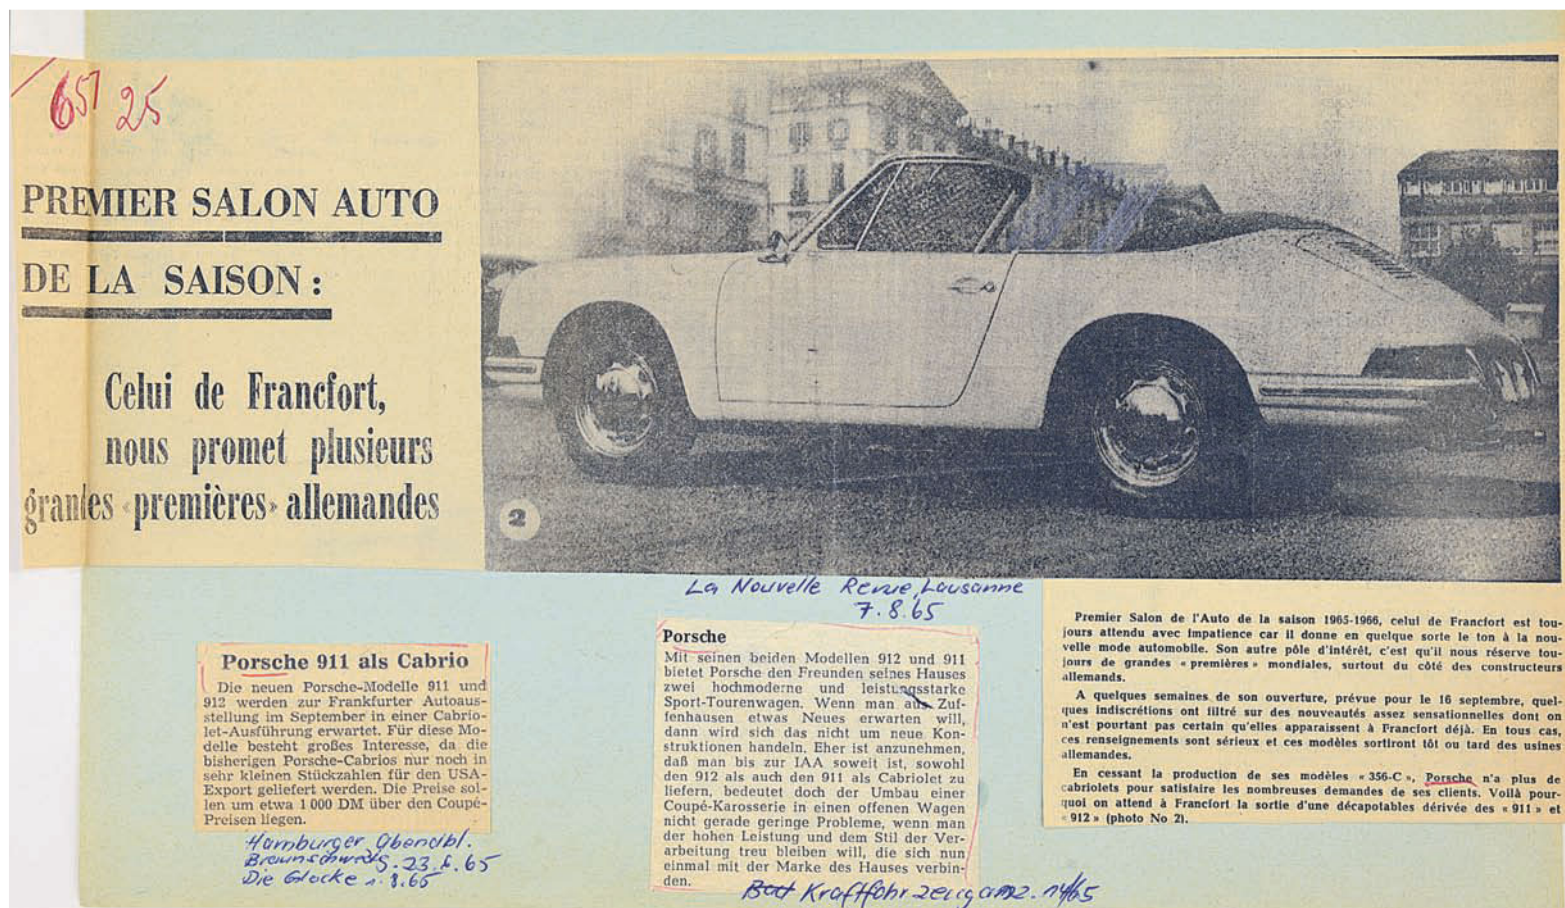 65 25
PREMIER SALON AUTO
DE LA SAISON :
Celui de Francfort,
nous promet plusieurs
grandes «premières» allemandes
2
La Nouvelle Revue, Lausanne
7.8.65
Porsche 911 als Cabrio
Die neuen Porsche-Modelle 911 und
912 werden zur Frankfurter Autoaus-
stellung im September in einer Cabrio-
let-Ausführung erwartet. Für diese Mo-
delle besteht großes Interesse, da die
bisherigen Porsche-Cabrios nur noch in
sehr kleinen Stückzahlen für den USA-
Export geliefert werden. Die Preise sol-
len um etwa 1 000 DM über den Coupé-
Preisen liegen.
Hamburger Abendbl.
23.6.65
Die Glocke 1.8.65
Porsche
Mit seinen beiden Modellen 912 und 911
bietet Porsche den Freunden seines Hauses
zwei hochmoderne und leistungsstarke
Sport-Tourenwagen. Wenn man aus Zuf-
fenhausen etwas Neues erwarten will,
dann wird sich das nicht um neue Kon-
struktionen handeln. Eher ist anzunehmen,
daß man bis zur IAA soweit ist, sowohl
den 912 als auch den 911 als Cabriolet zu
liefern, bedeutet doch der Umbau einer
Coupé-Karosserie in einen offenen Wagen
nicht gerade geringe Probleme, wenn man
der hohen Leistung und dem Stil der Ver-
arbeitung treu bleiben will, die sich nun
einmal mit der Marke des Hauses verbin-
den.
Kraftfahrzeuganz. 14/65
Premier Salon de l'Auto de la saison 1965-1966, celui de Francfort est tou-
jours attendu avec impatience car il donne en quelque sorte le ton à la nou-
velle mode automobile. Son autre pôle d'intérêt, c'est qu'il nous réserve tou-
jours de grandes « premières » mondiales, surtout du côté des constructeurs
allemands.
A quelques semaines de son ouverture, prévue pour le 16 septembre, quel-
ques indiscrétions ont filtré sur des nouveautés assez sensationnelles dont on
n'est pourtant pas certain qu'elles apparaissent à Francfort déjà. En tous cas,
ces renseignements sont sérieux et ces modèles sortiront tôt ou tard des usines
allemandes.
En cessant la production de ses modèles « 356-C », Porsche n'a plus de
cabriolets pour satisfaire les nombreuses demandes de ses clients. Voilà pour-
quoi on attend à Francfort la sortie d'une décapotables dérivée des « 911 » et
« 912 » (photo No 2).